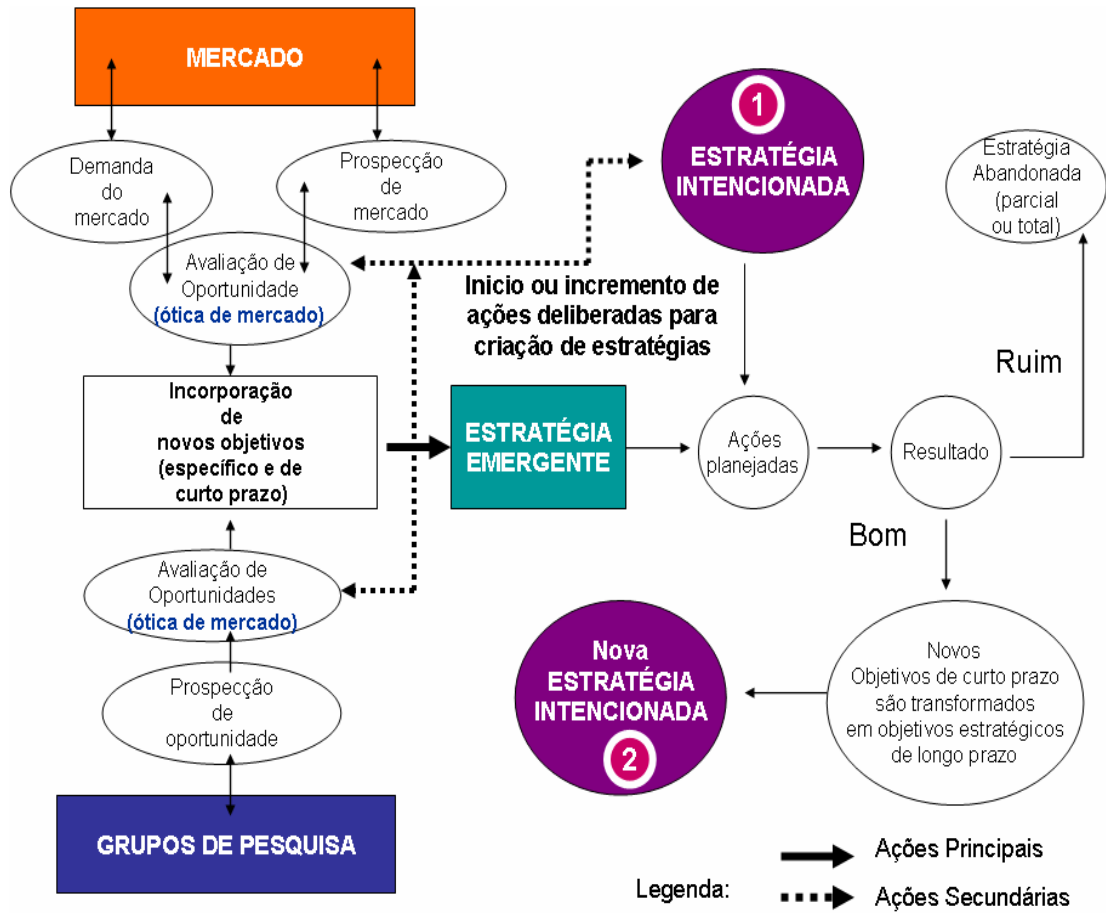 MERCADO
Demanda
do
mercado
Prospecção
de
mercado
Avaliação de
Oportunidade
(ótica de mercado)
1
ESTRATÉGIA
INTENCIONADA
Estratégia
Abandonada
(parcial
ou total)
Inicio ou incremento de
ações deliberadas para
criação de estratégias
Ruim
Incorporação
de
novos objetivos
(específico e de
curto prazo)
ESTRATÉGIA
EMERGENTE
Ações
planejadas
Resultado
Bom
Avaliação de
Oportunidades
(ótica de mercado)
Prospecção
de
oportunidade
Nova
ESTRATÉGIA
INTENCIONADA
2
Novos
Objetivos de curto prazo
são transformados
em objetivos estratégicos
de longo prazo
GRUPOS DE PESQUISA
Legenda:
Ações Principais
Ações Secundárias